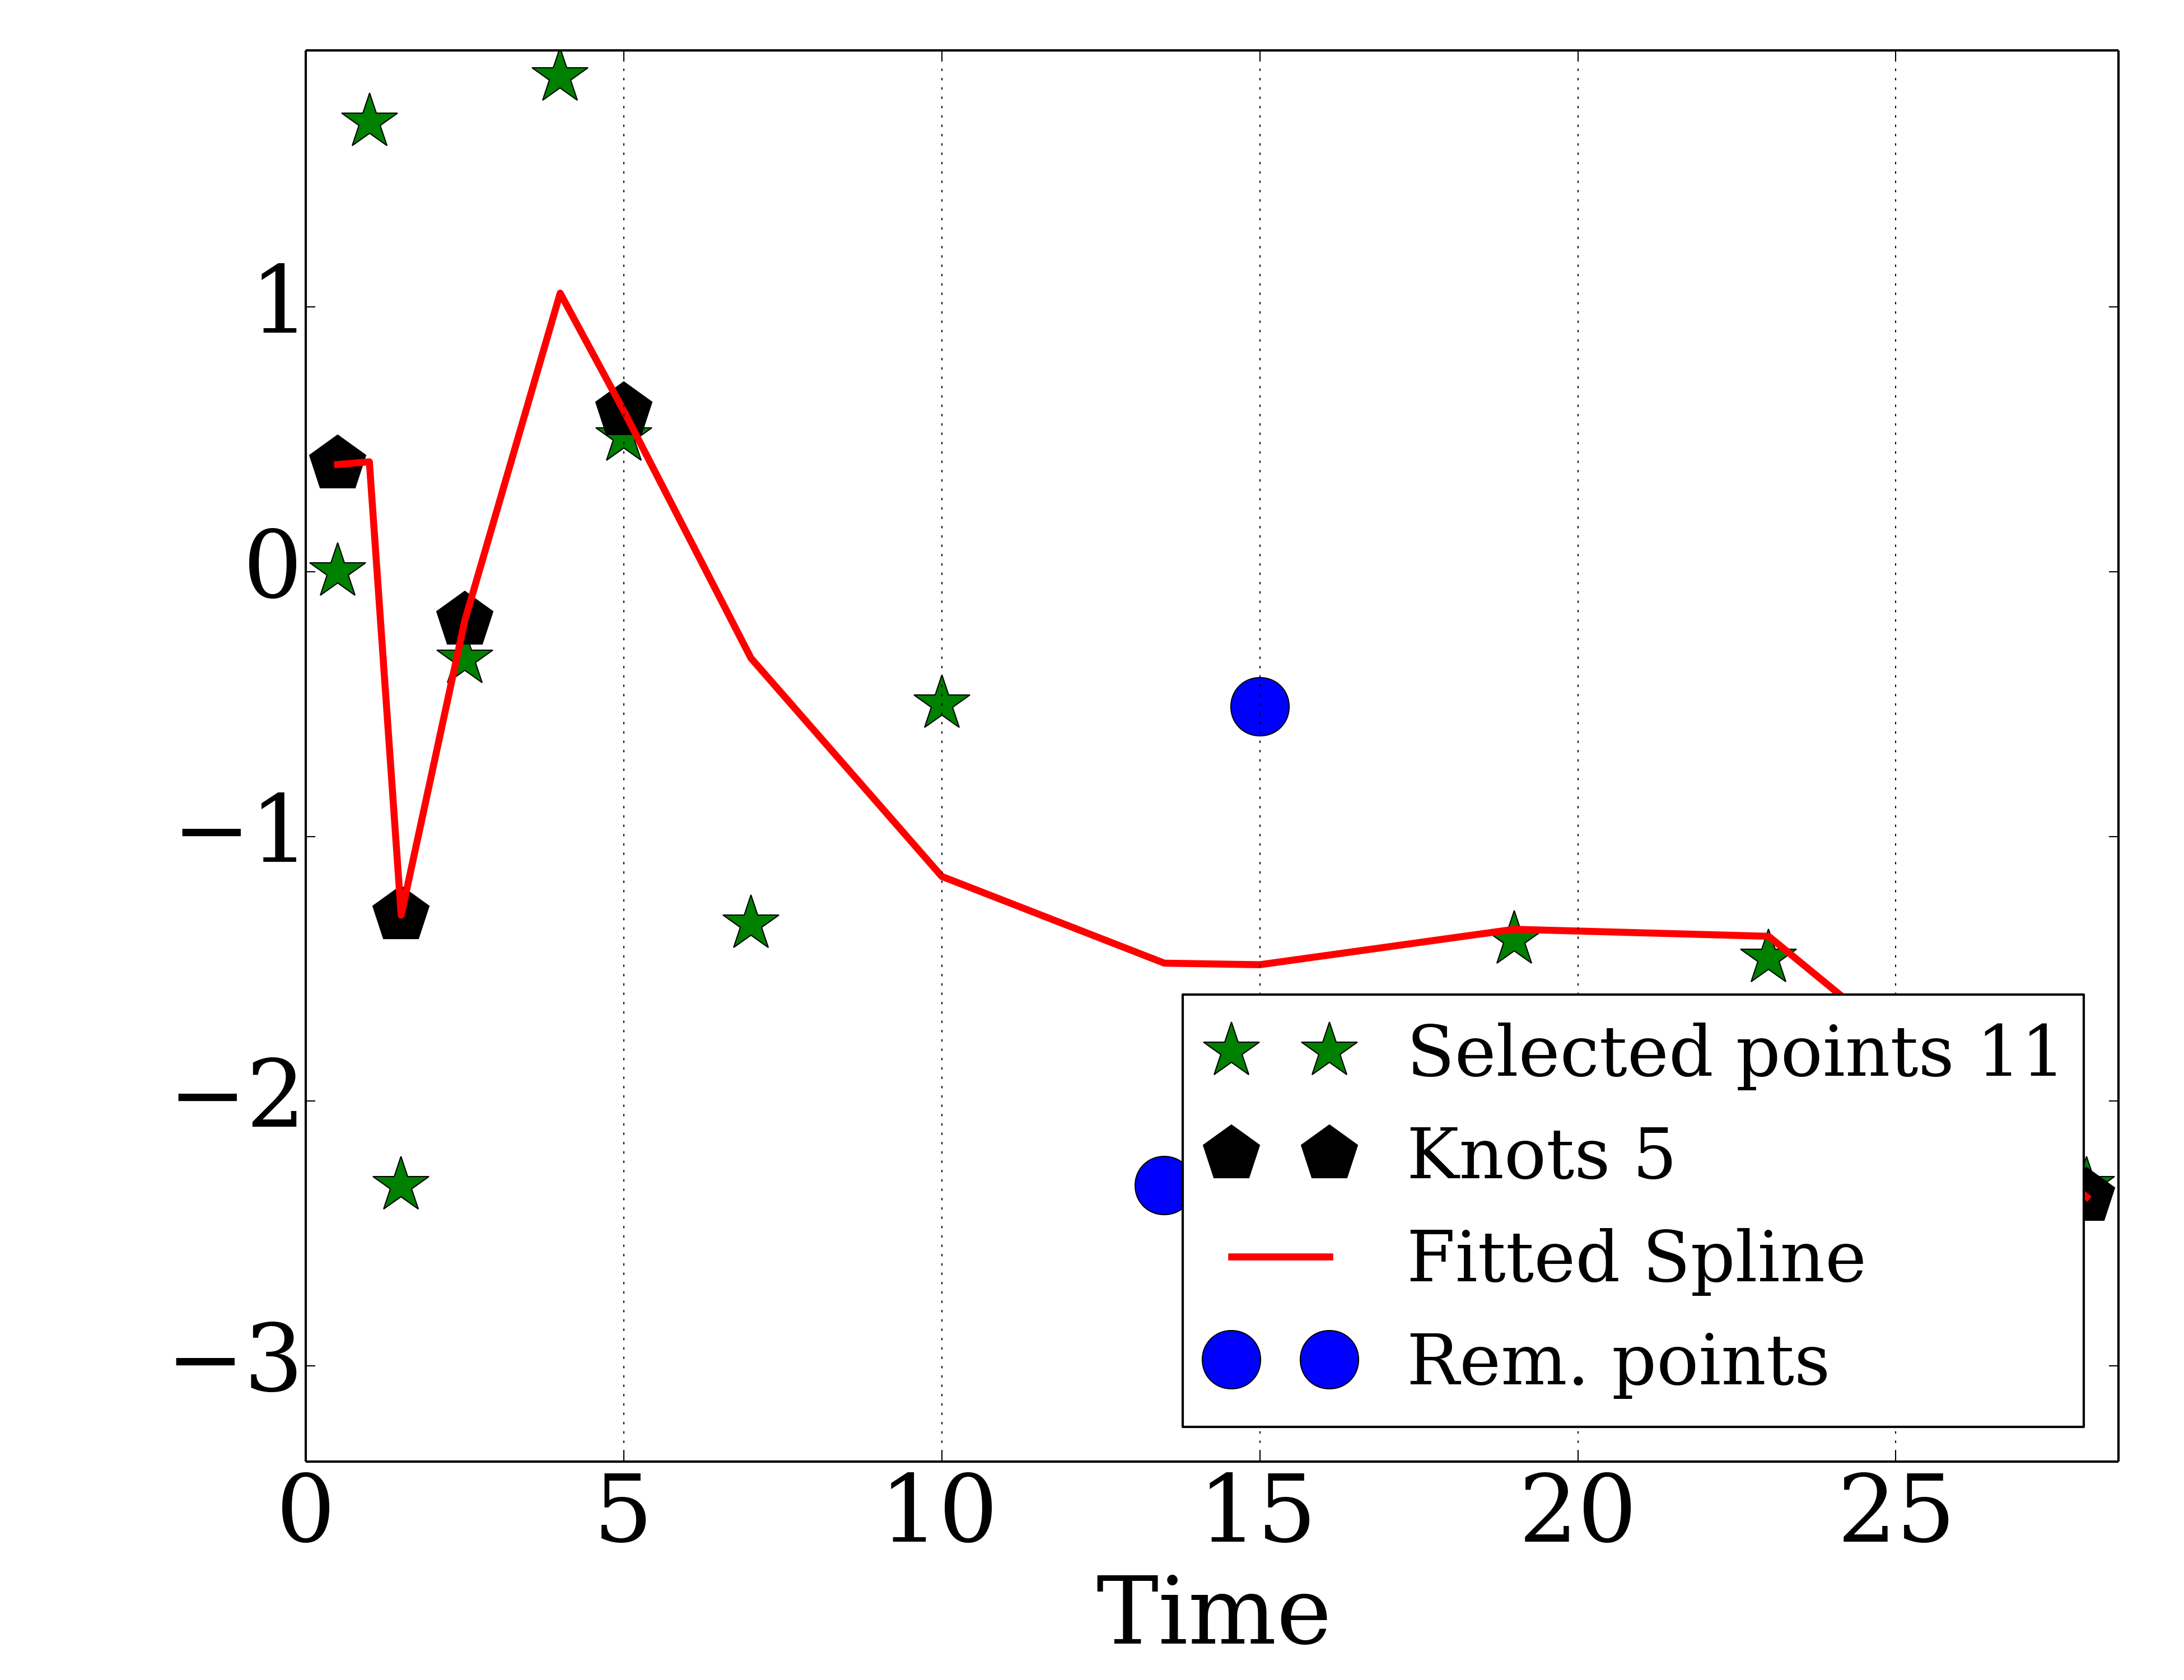 1
0
−1
−2
−3
0 5 10 15 20 25
Time
Selected points 11
Knots 5
Fitted Spline
Rem. points